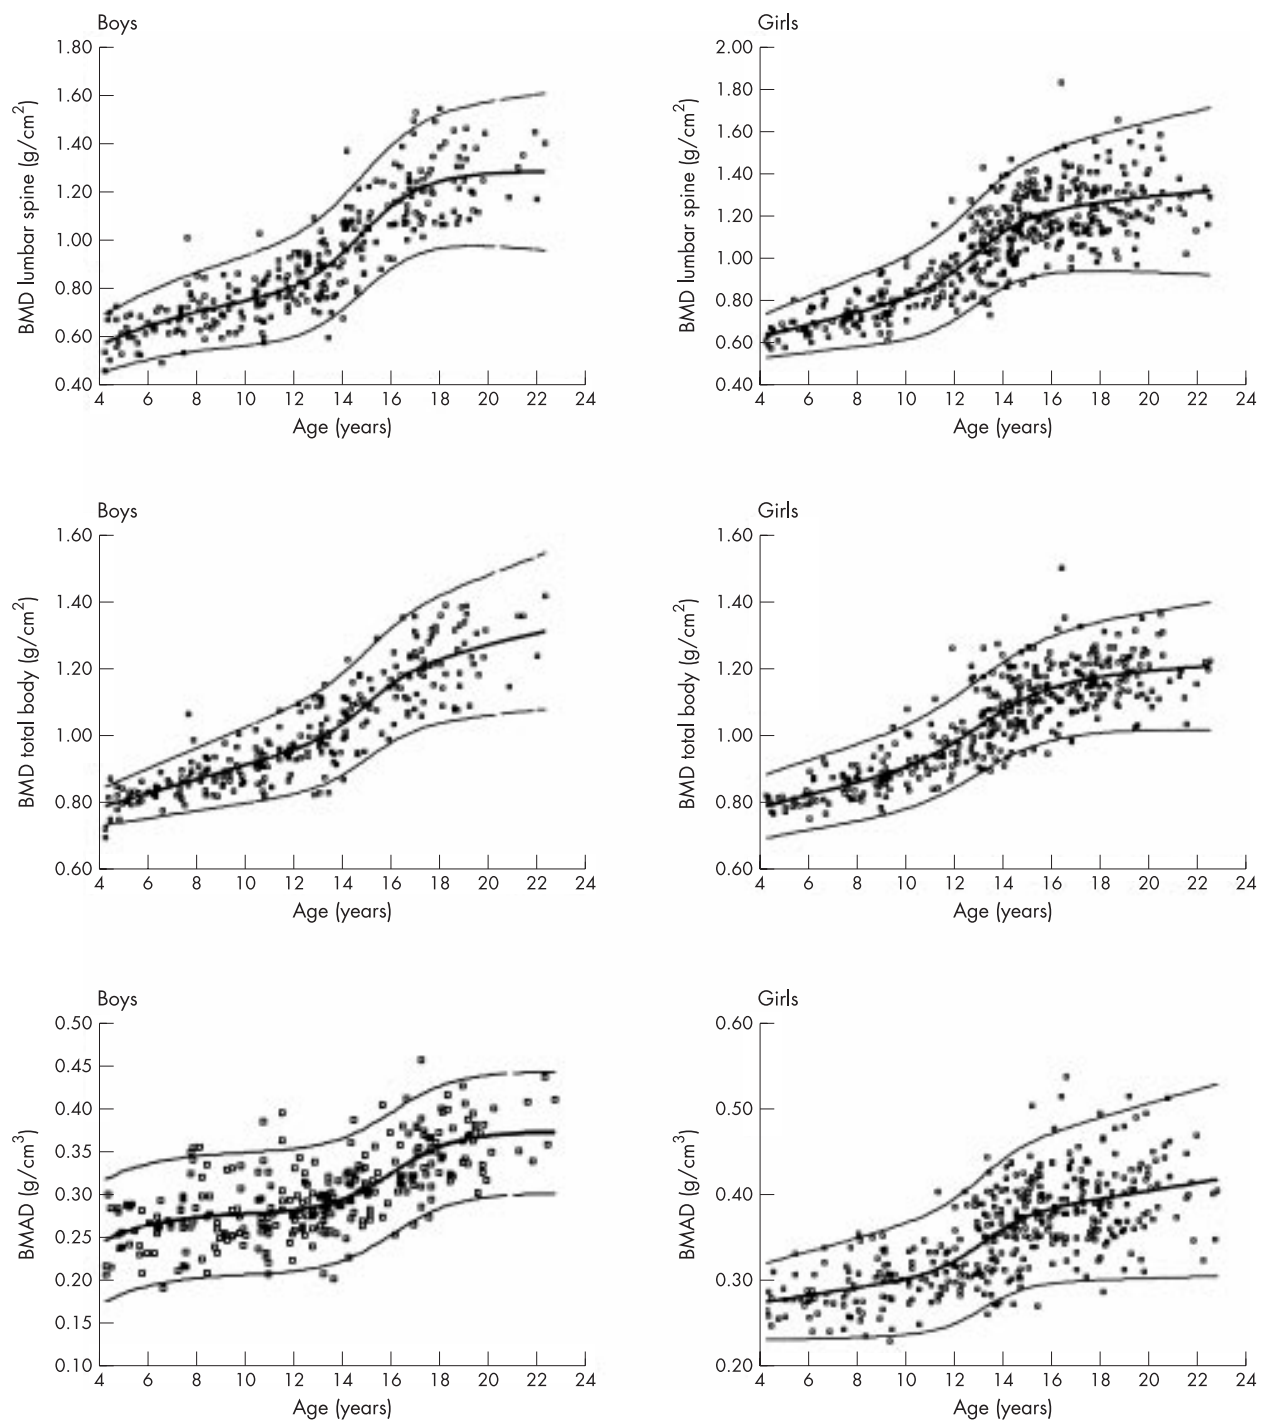 Boys
1.80
1.60
1.40
1.20
1.00
0.80
0.60
0.40
BMD lumbar spine (g/cm²)
4 6 8 10 12 14 16 18 20 22 24
Age (years)
Girls
2.00
1.80
1.60
1.40
1.20
1.00
0.80
0.60
0.40
BMD lumbar spine (g/cm²)
4 6 8 10 12 14 16 18 20 22 24
Age (years)
Boys
1.60
1.40
1.20
1.00
0.80
0.60
BMD total body (g/cm²)
4 6 8 10 12 14 16 18 20 22 24
Age (years)
Girls
1.60
1.40
1.20
1.00
0.80
0.60
BMD total body (g/cm²)
4 6 8 10 12 14 16 18 20 22 24
Age (years)
Boys
0.50
0.45
0.40
0.35
0.30
0.25
0.20
0.15
0.10
BMAD (g/cm³)
4 6 8 10 12 14 16 18 20 22 24
Age (years)
Girls
0.60
0.50
0.40
0.30
0.20
BMAD (g/cm³)
4 6 8 10 12 14 16 18 20 22 24
Age (years)